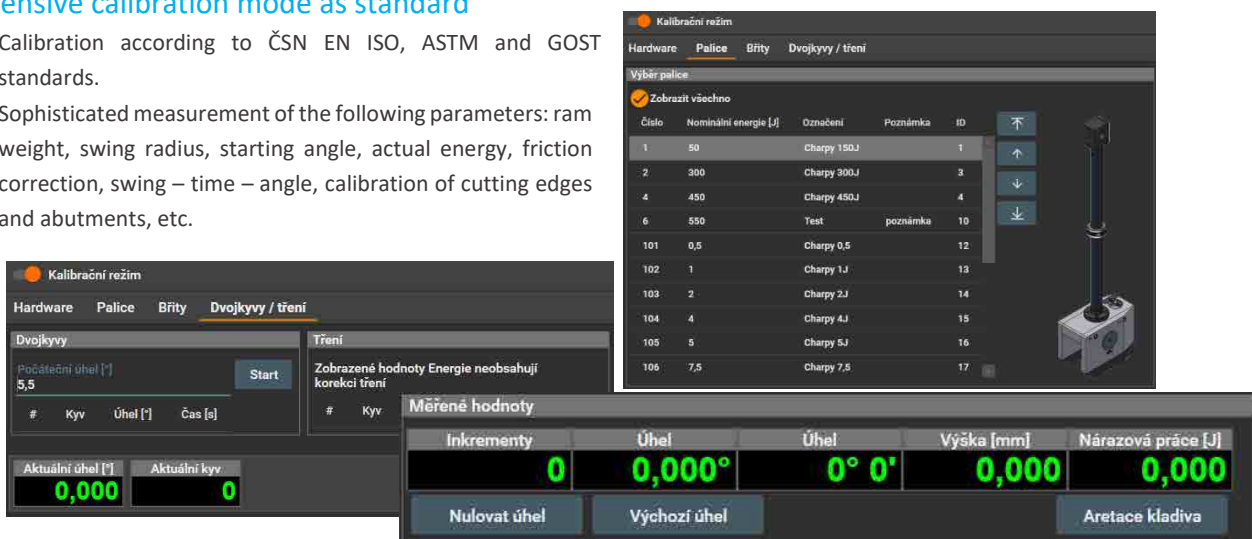 ensive calibration mode as standard
Calibration according to ČSN EN ISO, ASTM and GOST
standards.
Sophisticated measurement of the following parameters: ram
weight, swing radius, starting angle, actual energy, friction
correction, swing – time – angle, calibration of cutting edges
and abutments, etc.
Kalibrační režim
Hardware Palice Břity Dvojkyvy / tření
Výběr palice
Zobrazit všechno
Číslo Nominální energie [J] Označení Poznámka ID
1 50 Charpy 150J 1
2 300 Charpy 300J 3
4 450 Charpy 450J 4
6 550 Test poznámka 10
101 0,5 Charpy 0,5 12
102 1 Charpy 1J 13
103 2 Charpy 2J 14
104 4 Charpy 4J 15
105 5 Charpy 5J 16
106 7,5 Charpy 7,5 17
Kalibrační režim
Hardware Palice Břity Dvojkyvy / tření
Dvojkyvy
Počáteční úhel [°]
5,5
Start
# Kyv Úhel [°] Čas [s]
Tření
Zobrazené hodnoty Energie neobsahují
korekci tření
# Kyv
Aktuální úhel [°] Aktuální kyv
0,000 0
Měřené hodnoty
Inkrementy Úhel Úhel Výška [mm] Nárazová práce [J]
0 0,000° 0° 0' 0,000 0,000
Nulovat úhel Výchozí úhel Aretace kladiva